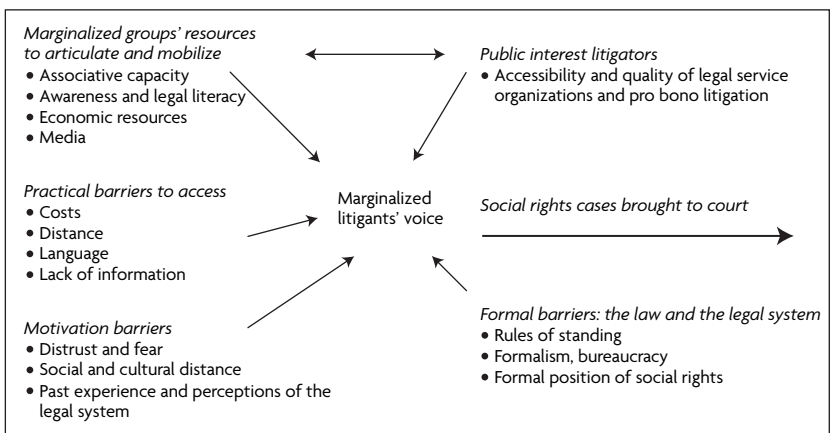 Marginalized groups’ resources
to articulate and mobilize
• Associative capacity
• Awareness and legal literacy
• Economic resources
• Media
Public interest litigators
• Accessibility and quality of legal service
organizations and pro bono litigation
Practical barriers to access
• Costs
• Distance
• Language
• Lack of information
Marginalized
litigants’ voice
Social rights cases brought to court
Motivation barriers
• Distrust and fear
• Social and cultural distance
• Past experience and perceptions of the
legal system
Formal barriers: the law and the legal system
• Rules of standing
• Formalism, bureaucracy
• Formal position of social rights